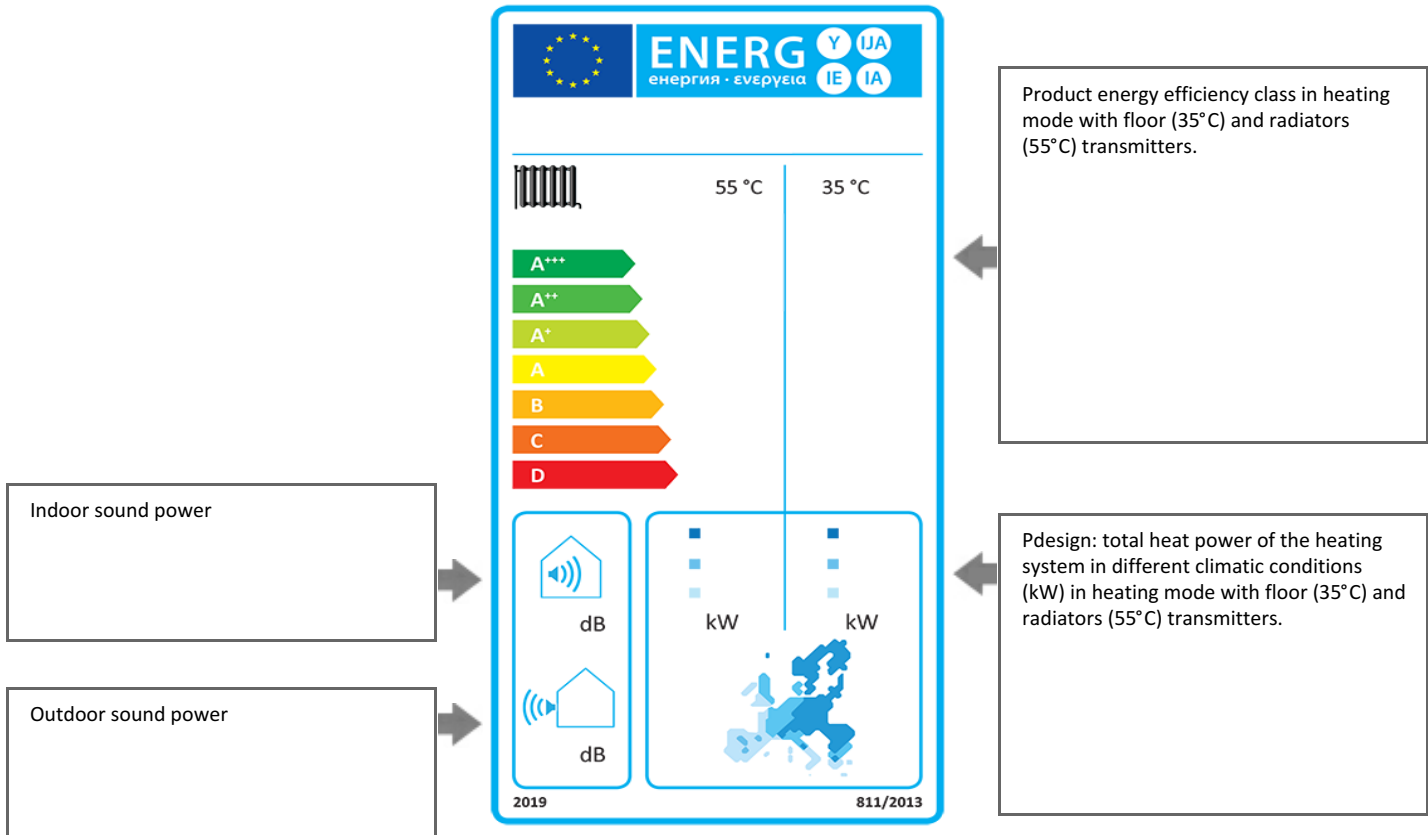 ENERG Y IJA
енергия · ενεργεια IE IA
55 °C 35 °C
A+++
A++
A+
A
B
C
D
dB
kW kW
dB
2019 811/2013
Product energy efficiency class in heating
mode with floor (35°C) and radiators
(55°C) transmitters.
Indoor sound power
Pdesign: total heat power of the heating
system in different climatic conditions
(kW) in heating mode with floor (35°C) and
radiators (55°C) transmitters.
Outdoor sound power